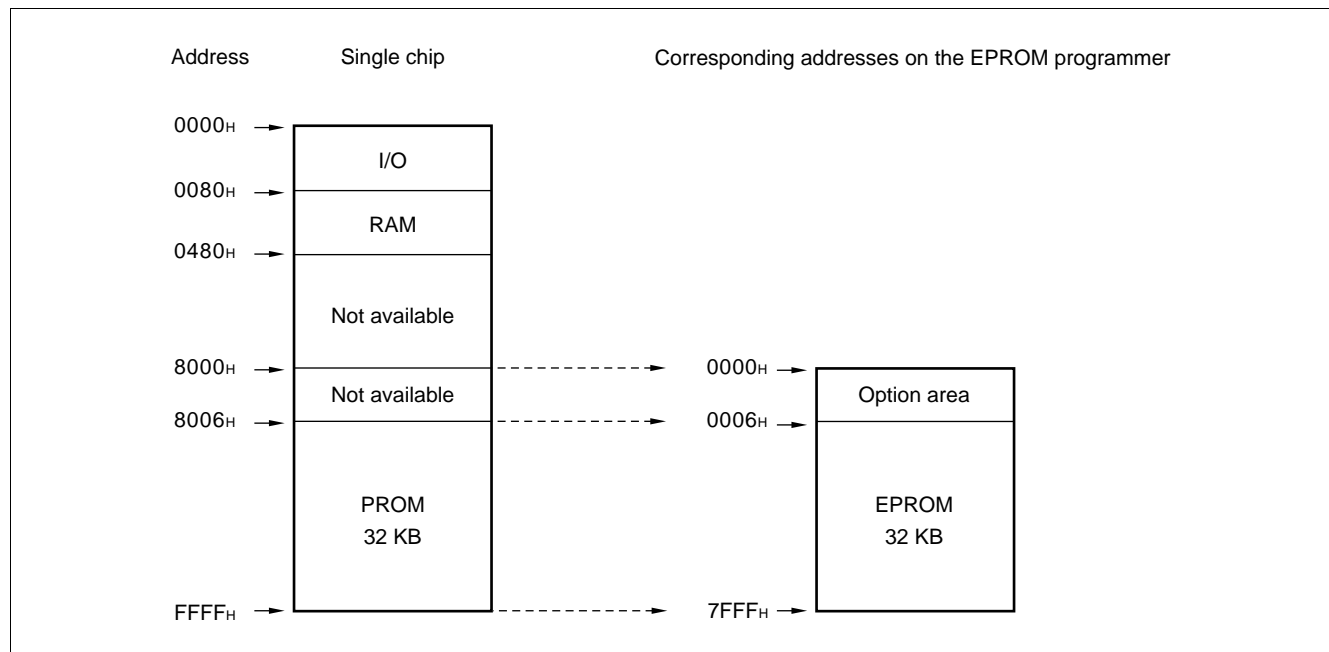 Address Single chip Corresponding addresses on the EPROM programmer
0000H
I/O
0080H
RAM
0480H
Not available
8000H 0000H
Not available Option area
8006H 0006H
PROM EPROM
32 KB 32 KB
FFFFH 7FFFH